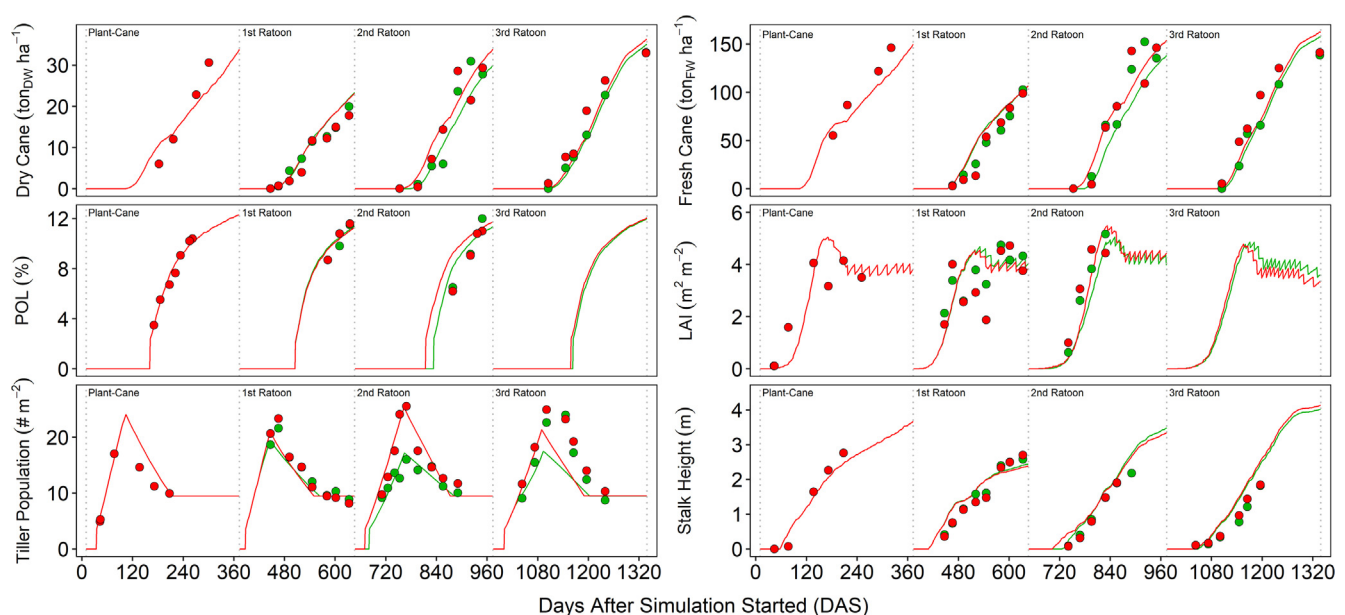 Dry Cane (ton_DW ha⁻¹)
Plant-Cane 1st Ratoon 2nd Ratoon 3rd Ratoon
30
20
10
0
POL (%)
Plant-Cane 1st Ratoon 2nd Ratoon 3rd Ratoon
12
8
4
0
Tiller Population (# m⁻²)
Plant-Cane 1st Ratoon 2nd Ratoon 3rd Ratoon
20
10
0
0 120 240 360 480 600 720 840 960 1080 1200 1320
Fresh Cane (ton_FW ha⁻¹)
Plant-Cane 1st Ratoon 2nd Ratoon 3rd Ratoon
150
100
50
0
LAI (m² m⁻²)
Plant-Cane 1st Ratoon 2nd Ratoon 3rd Ratoon
6
4
2
0
Stalk Height (m)
Plant-Cane 1st Ratoon 2nd Ratoon 3rd Ratoon
4
3
2
1
0
0 120 240 360 480 600 720 840 960 1080 1200 1320
Days After Simulation Started (DAS)